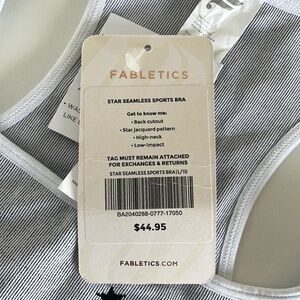 FABLETICS
STAR SEAMLESS SPORTS BRA
Get to know me:
• Back cutout
• Star jacquard pattern
• High-neck
• Low-impact
TAG MUST REMAIN ATTACHED
FOR EXCHANGES & RETURNS
STAR SEAMLESS SPORTS BRA|L/10
BA2040288-0777-17050
$44.95
FABLETICS.COM